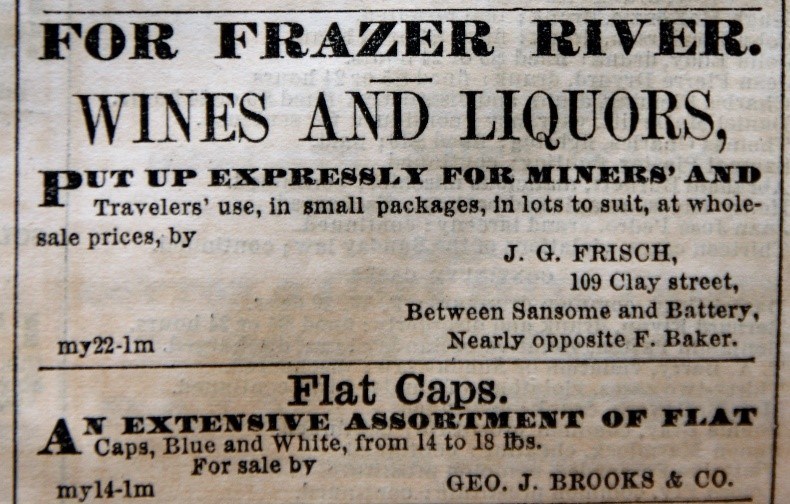 FOR FRAZER RIVER.
WINES AND LIQUORS,
PUT UP EXPRESSLY FOR MINERS' AND
Travelers' use, in small packages, in lots to suit, at whole-
sale prices, by
J. G. FRISCH,
109 Clay street,
Between Sansome and Battery,
Nearly opposite F. Baker.
my22-1m
Flat Caps.
AN EXTENSIVE ASSORTMENT OF FLAT
Caps, Blue and White, from 14 to 18 lbs.
For sale by
GEO. J. BROOKS & CO.
my14-1m